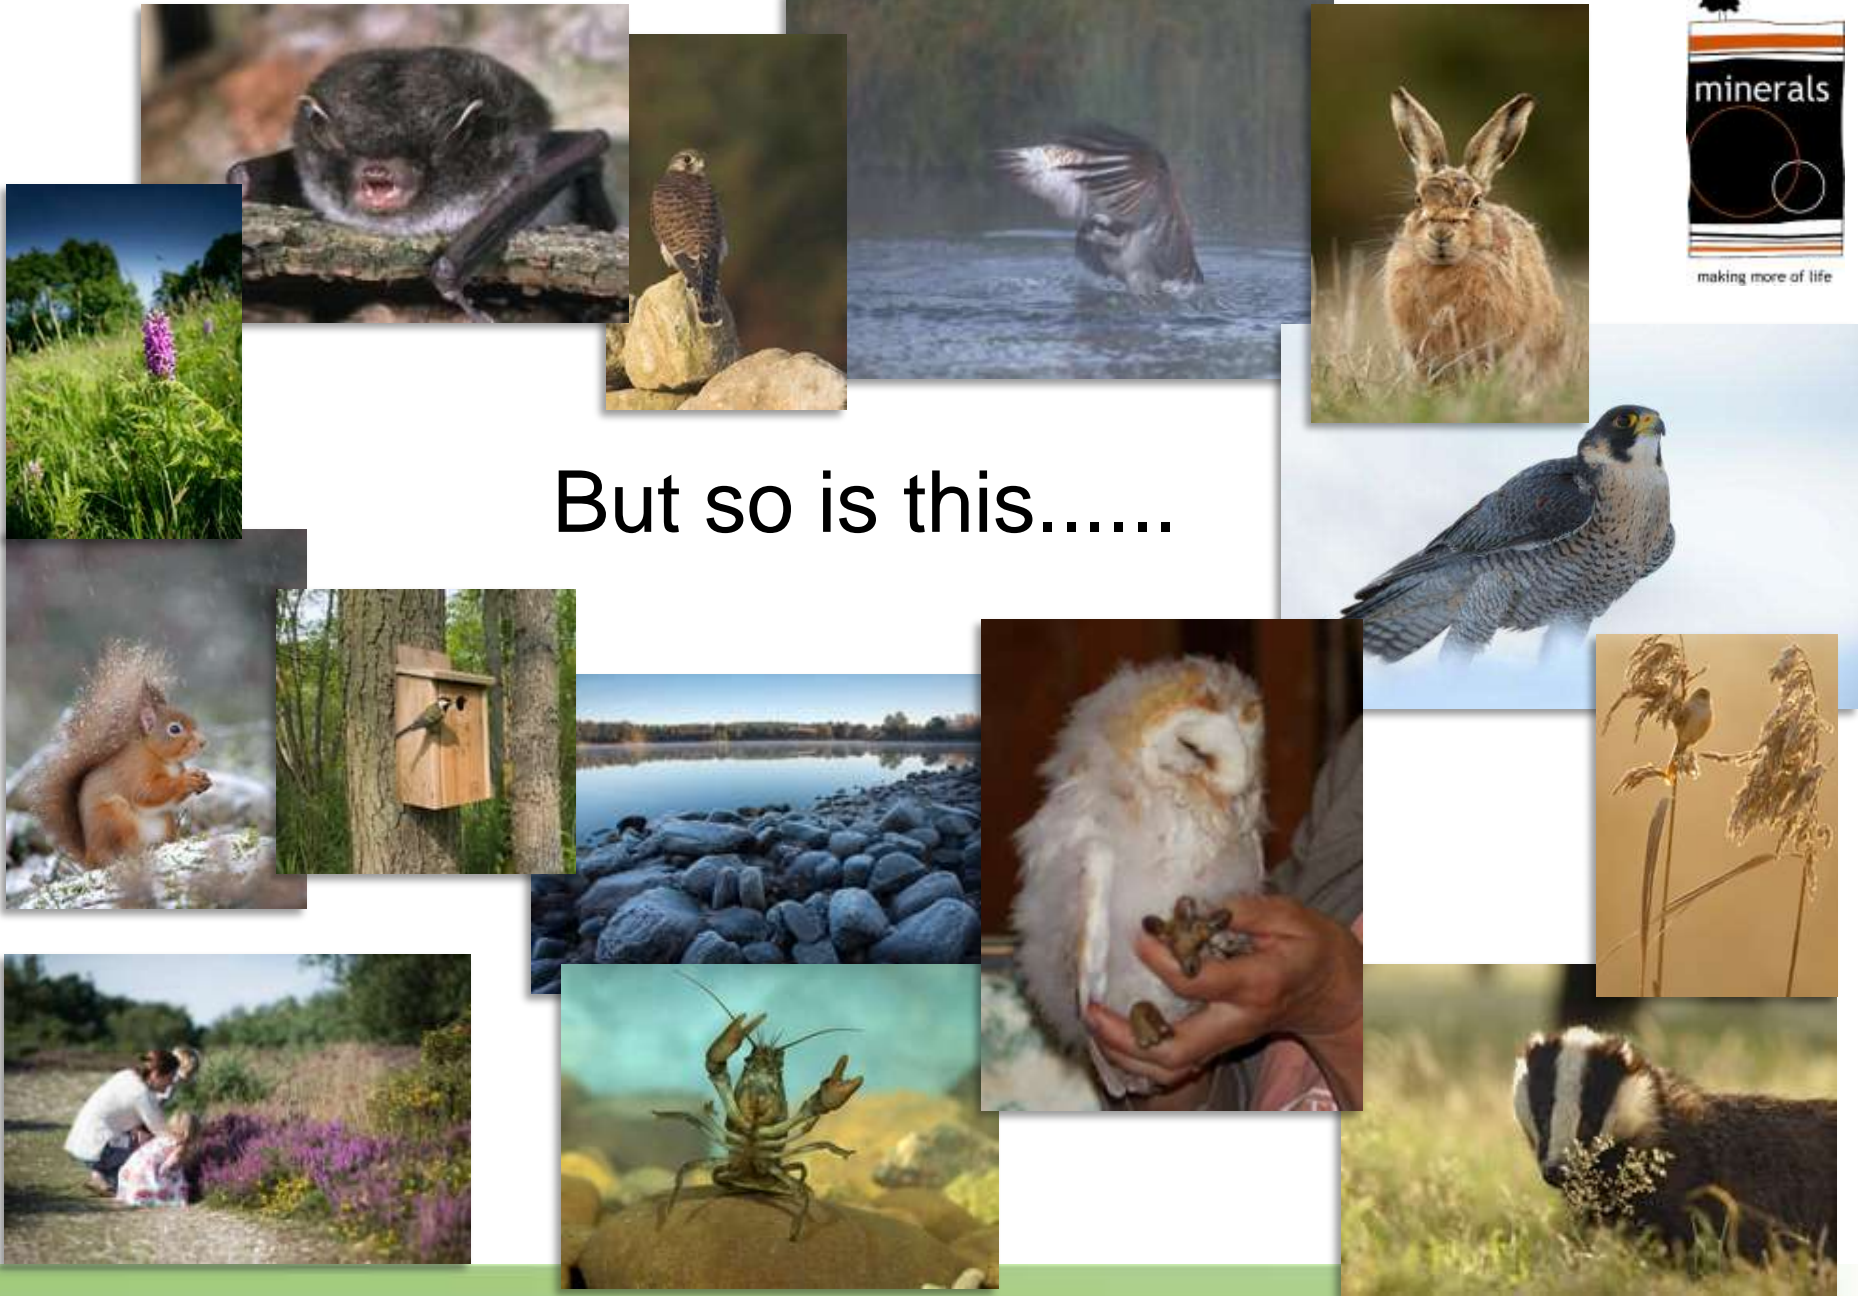 minerals
making more of life
But so is this......